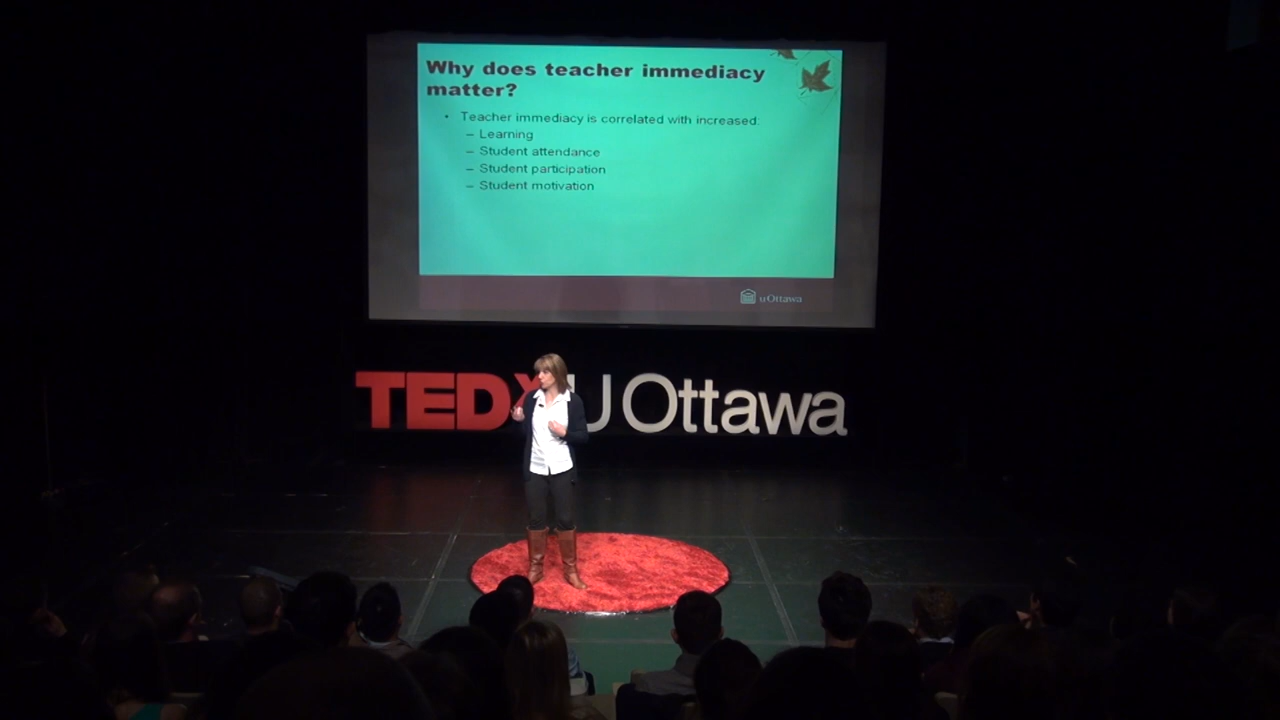 Why does teacher immediacy
matter?
• Teacher immediacy is correlated with increased:
– Learning
– Student attendance
– Student participation
– Student motivation
uOttawa
TEDxUOttawa